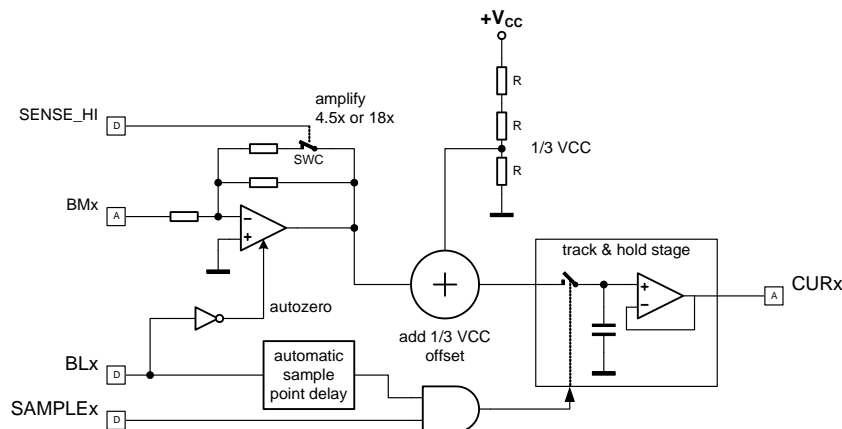 +VCC
R
R
1/3 VCC
R
SENSE_HI
D
amplify
4.5x or 18x
SWC
BMx
A
−
+
autozero
+
add 1/3 VCC
offset
track & hold stage
+
−
CURx
A
BLx
D
automatic
sample
point delay
SAMPLEx
D